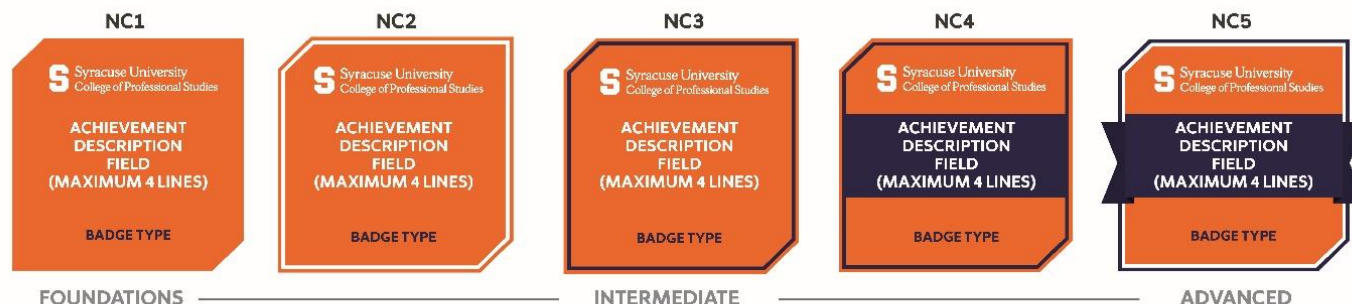 NC1
Syracuse University
College of Professional Studies
ACHIEVEMENT
DESCRIPTION
FIELD
(MAXIMUM 4 LINES)
BADGE TYPE
NC2
Syracuse University
College of Professional Studies
ACHIEVEMENT
DESCRIPTION
FIELD
(MAXIMUM 4 LINES)
BADGE TYPE
NC3
Syracuse University
College of Professional Studies
ACHIEVEMENT
DESCRIPTION
FIELD
(MAXIMUM 4 LINES)
BADGE TYPE
NC4
Syracuse University
College of Professional Studies
ACHIEVEMENT
DESCRIPTION
FIELD
(MAXIMUM 4 LINES)
BADGE TYPE
NC5
Syracuse University
College of Professional Studies
ACHIEVEMENT
DESCRIPTION
FIELD
(MAXIMUM 4 LINES)
BADGE TYPE
FOUNDATIONS INTERMEDIATE ADVANCED